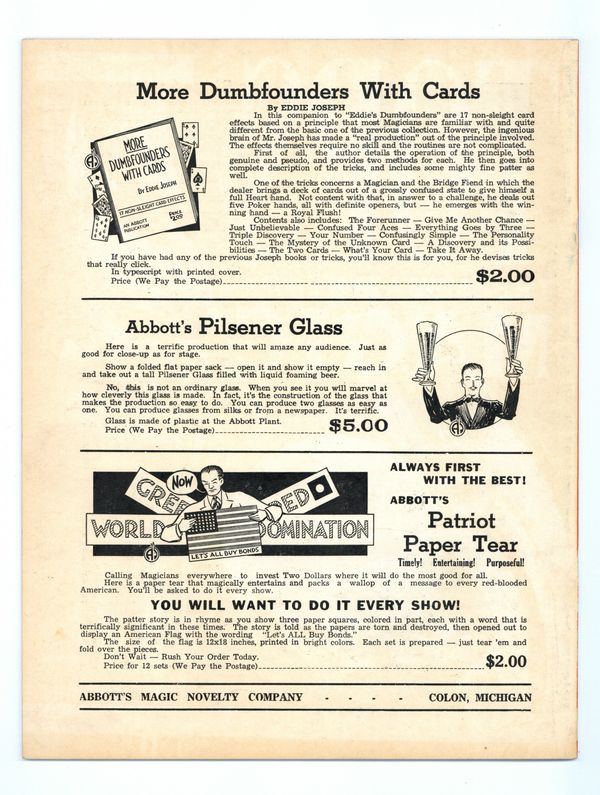 More Dumbfounders With Cards
By EDDIE JOSEPH
In this companion to "Eddie's Dumbfounders" are 17 non-sleight card
effects based on a principle that most Magicians are familiar with and quite
different from the basic one of the previous collection. However, the ingenious
brain of Mr. Joseph has made a "real production" out of the principle involved.
The effects themselves require no skill and the routines are not complicated.
First of all, the author details the operation of the principle, both
genuine and pseudo, and provides two methods for each. He then goes into
complete description of the tricks, and includes some mighty fine patter as
well.
One of the tricks concerns a Magician and the Bridge Fiend in which the
dealer brings a deck of cards out of a grossly confused state to give himself a
full Heart hand. Not content with that, in answer to a challenge, he deals out
five Poker hands, all with definite openers, but — he emerges with the win-
ning hand — a Royal Flush!
Contents also includes: The Forerunner — Give Me Another Chance —
Just Unbelievable — Confused Four Aces — Everything Goes by Three —
Triple Discovery — Your Number — Confusingly Simple — The Personality
Touch — The Mystery of the Unknown Card — A Discovery and its Possi-
bilities — The Two Cards — What's Your Card — Take It Away.
If you have had any of the previous Joseph books or tricks, you'll know this is for you, for he devises tricks
that really click.
In typescript with printed cover.
Price (We Pay the Postage) $2.00
MORE
DUMBFOUNDERS
WITH CARDS
By EDDIE JOSEPH
17 NON-SLEIGHT CARD EFFECTS
AN ABBOTT
PUBLICATION
PRICE
$2.00
Abbott's Pilsener Glass
Here is a terrific production that will amaze any audience. Just as
good for close-up as for stage.
Show a folded flat paper sack — open it and show it empty — reach in
and take out a tall Pilsener Glass filled with liquid foaming beer.
No, this is not an ordinary glass. When you see it you will marvel at
how cleverly this glass is made. In fact, it's the construction of the glass that
makes the production so easy to do. You can produce two glasses as easy as
one. You can produce glasses from silks or from a newspaper. It's terrific.
Glass is made of plastic at the Abbott Plant.
Price (We Pay the Postage) $5.00
NOW
GREED
WORLD DOMINATION
LET'S ALL BUY BONDS
ALWAYS FIRST
WITH THE BEST!
ABBOTT'S
Patriot
Paper Tear
Timely! Entertaining! Purposeful!
Calling Magicians everywhere to invest Two Dollars where it will do the most good for all.
Here is a paper tear that magically entertains and packs a wallop of a message to every red-blooded
American. You'll be asked to do it every show.
YOU WILL WANT TO DO IT EVERY SHOW!
The patter story is in rhyme as you show three paper squares, colored in part, each with a word that is
terrifically significant in these times. The story is told as the papers are torn and destroyed, then opened out to
display an American Flag with the wording "Let's ALL Buy Bonds."
The size of the flag is 12x18 inches, printed in bright colors. Each set is prepared — just tear 'em and
fold over the pieces.
Don't Wait — Rush Your Order Today.
Price for 12 sets (We Pay the Postage) $2.00
ABBOTT'S MAGIC NOVELTY COMPANY - - - - COLON, MICHIGAN